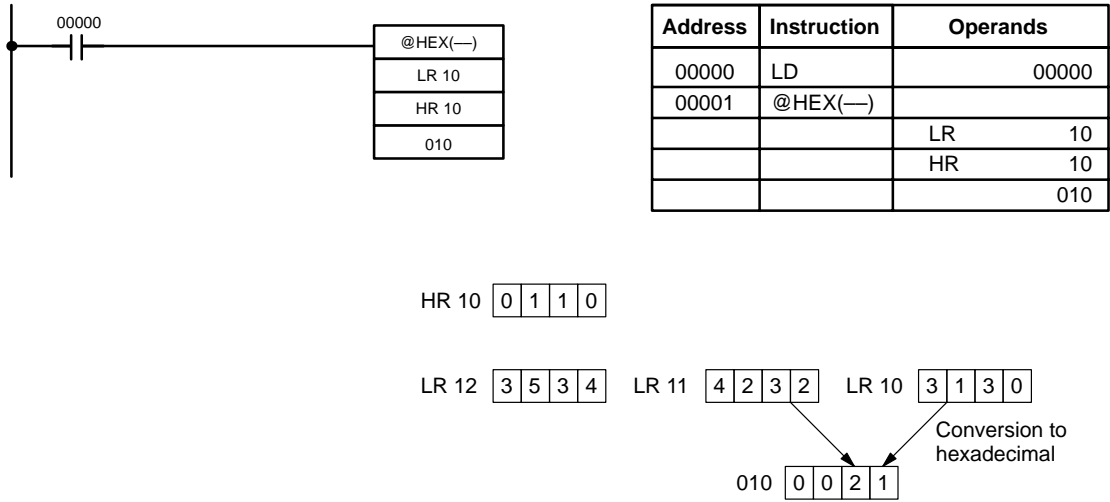 00000
@HEX(––)
LR 10
HR 10
010
Address Instruction Operands
00000 LD 00000
00001 @HEX(––)
LR 10
HR 10
010
HR 10 0 1 1 0
LR 12 3 5 3 4 LR 11 4 2 3 2 LR 10 3 1 3 0
Conversion to
hexadecimal
010 0 0 2 1